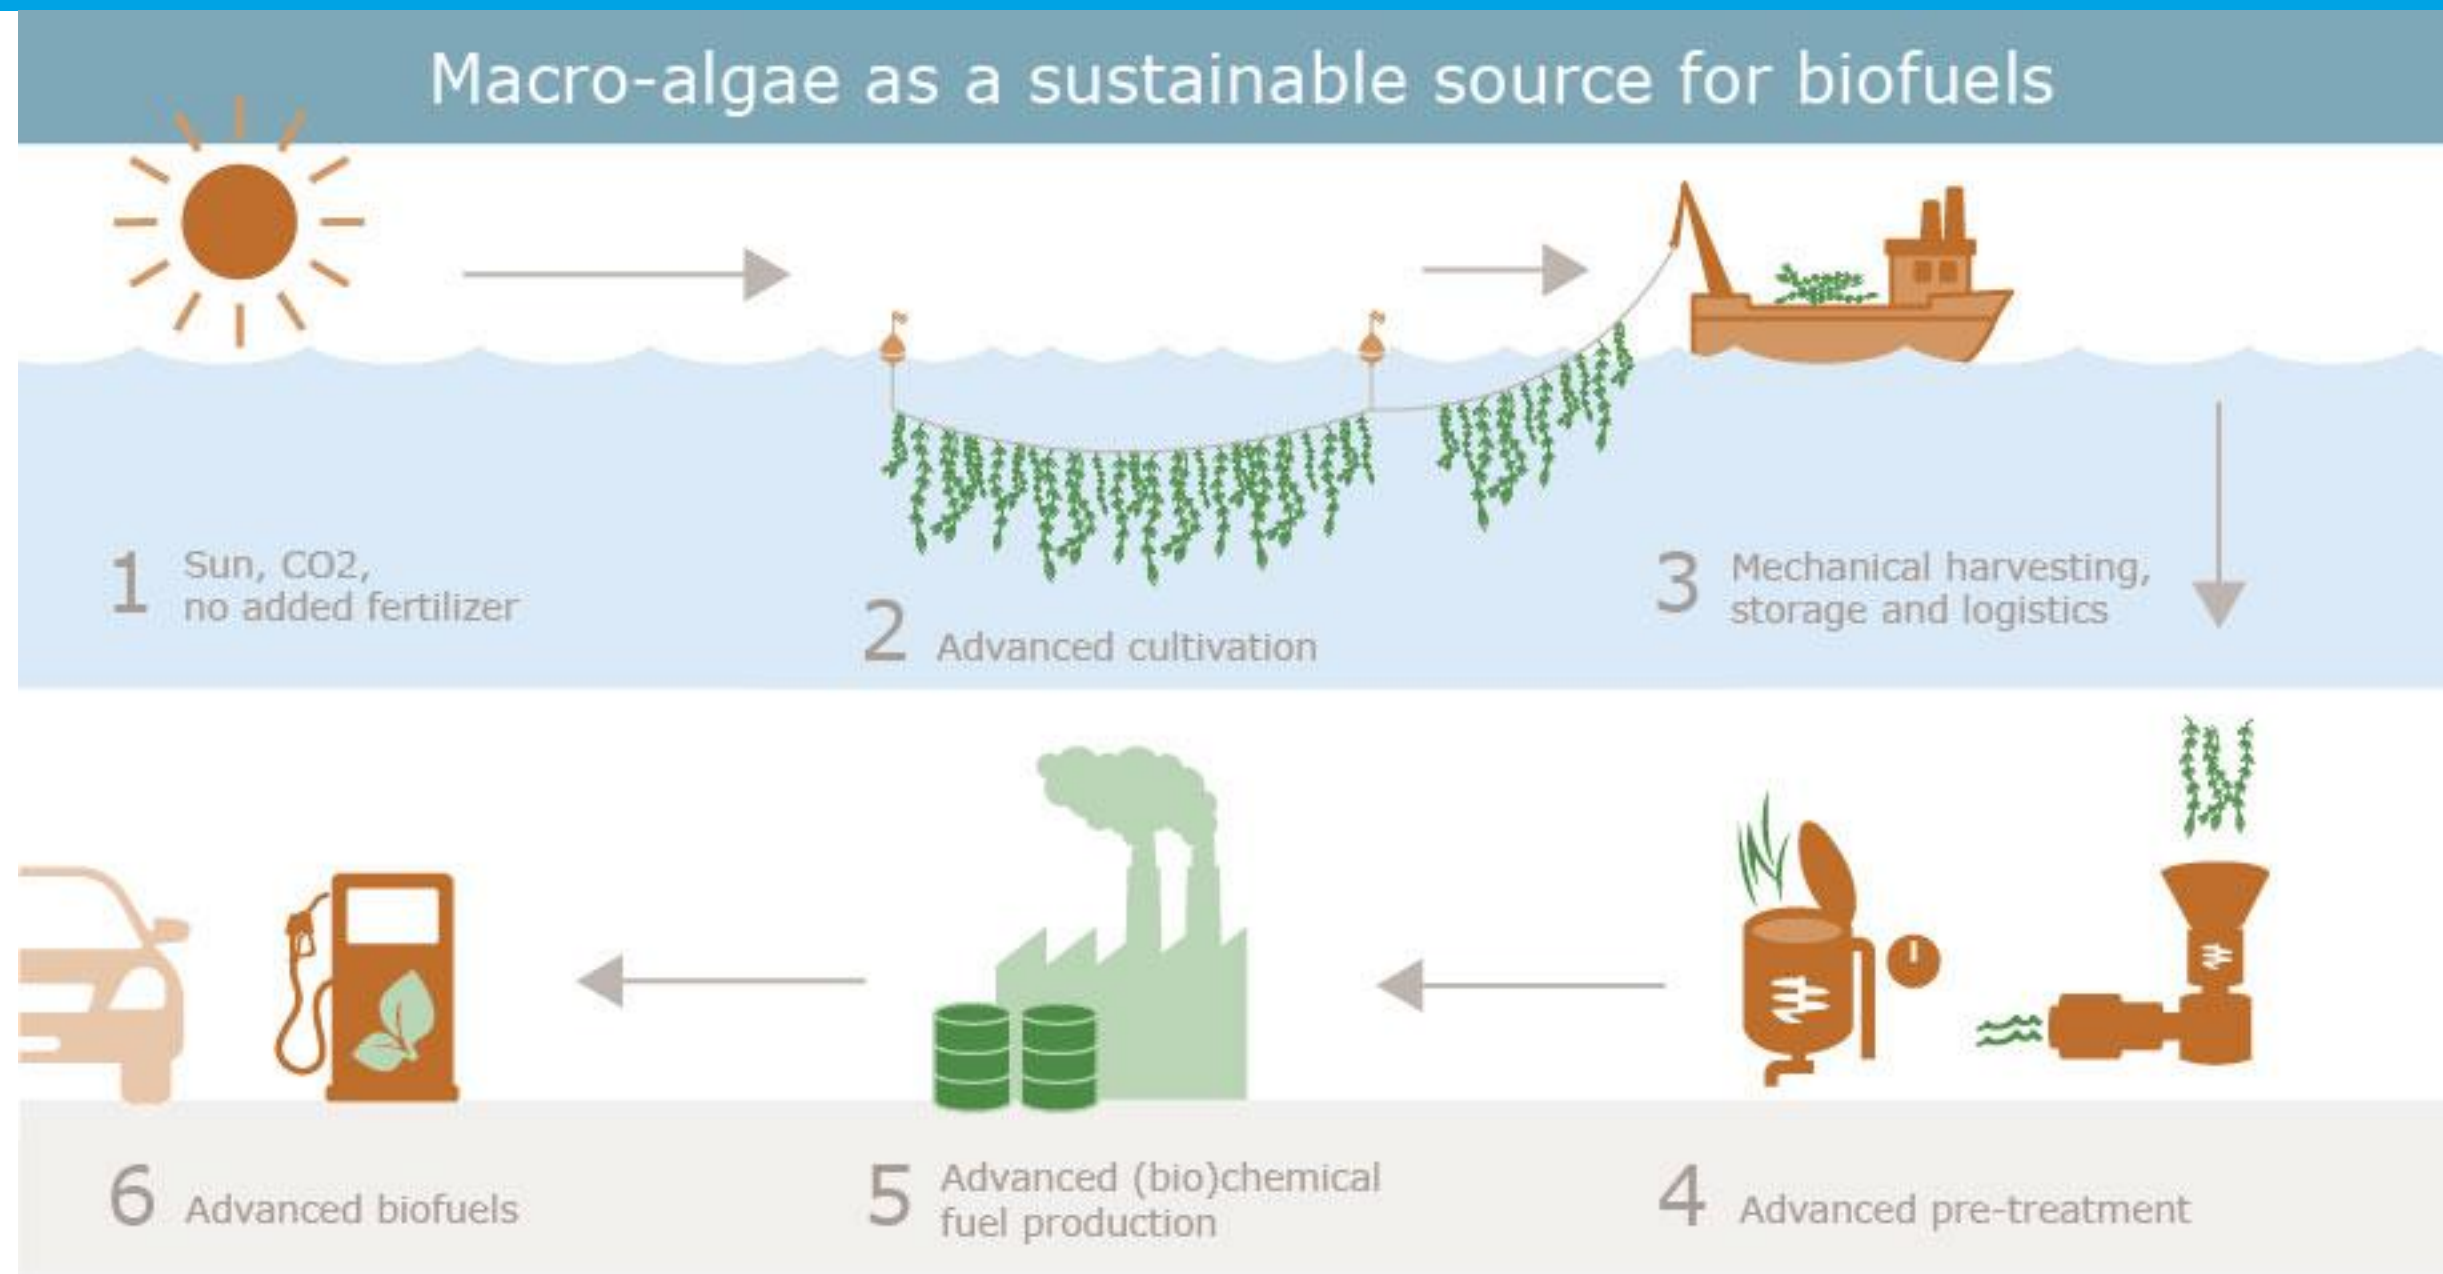 Macro-algae as a sustainable source for biofuels
1 Sun, CO2,
no added fertilizer
2 Advanced cultivation
3 Mechanical harvesting,
storage and logistics
4 Advanced pre-treatment
5 Advanced (bio)chemical
fuel production
6 Advanced biofuels